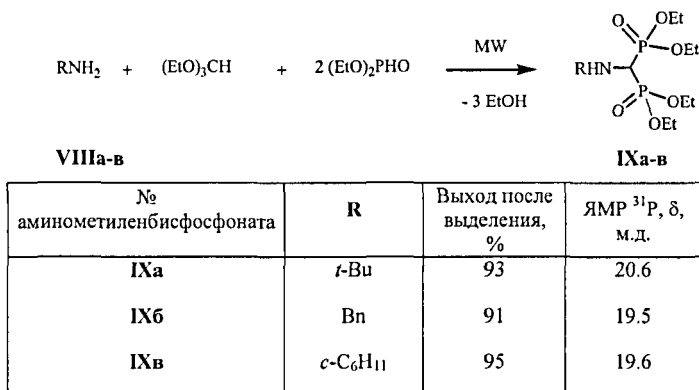 RNH₂ + (EtO)₃CH + 2 (EtO)₂PHO MW - 3 EtOH
O OEt
P OEt
RHN
P OEt
O OEt
VIIIа-в IXа-в
№ аминометиленбисфосфоната R Выход после выделения, % ЯМР ³¹P, δ, м.д.
IXа t-Bu 93 20.6
IXб Bn 91 19.5
IXв c-C₆H₁₁ 95 19.6